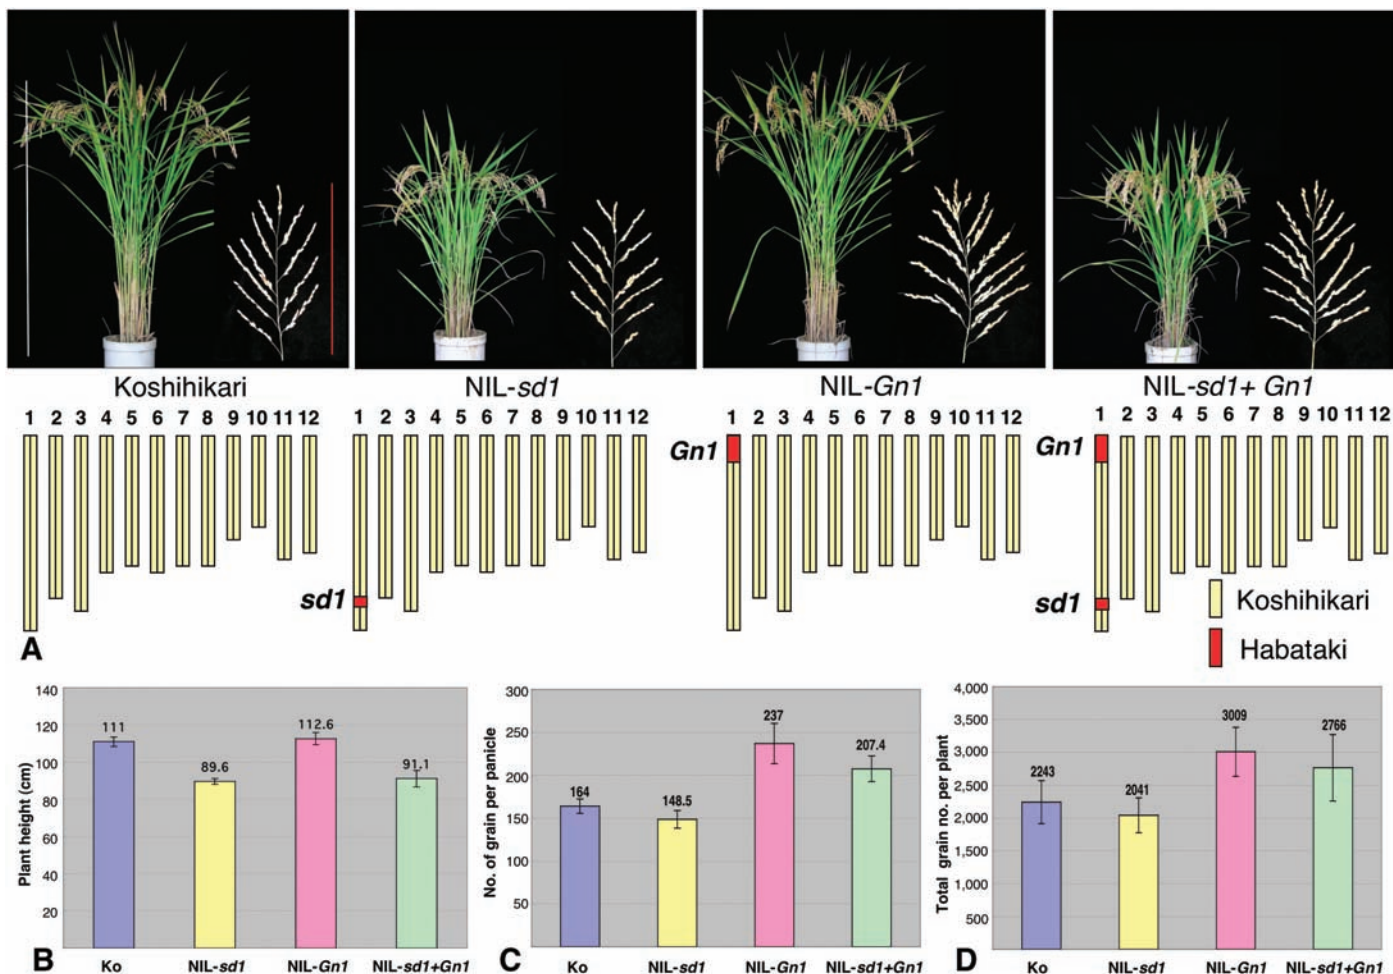 Koshihikari
NIL-sd1
NIL-Gn1
NIL-sd1+ Gn1
1 2 3 4 5 6 7 8 9 10 11 12
1 2 3 4 5 6 7 8 9 10 11 12
1 2 3 4 5 6 7 8 9 10 11 12
1 2 3 4 5 6 7 8 9 10 11 12
sd1
Gn1
Gn1
sd1
Koshihikari
Habataki
A
Plant height (cm)
140
120
100
80
60
40
20
111
89.6
112.6
91.1
Ko
NIL-sd1
NIL-Gn1
NIL-sd1+Gn1
B
No. of grain per panicle
300
250
200
150
100
50
164
148.5
237
207.4
Ko
NIL-sd1
NIL-Gn1
NIL-sd1+Gn1
C
Total grain no. per plant
4,000
3,500
3,000
2,500
2,000
1,500
1,000
500
2243
2041
3009
2766
Ko
NIL-sd1
NIL-Gn1
NIL-sd1+Gn1
D